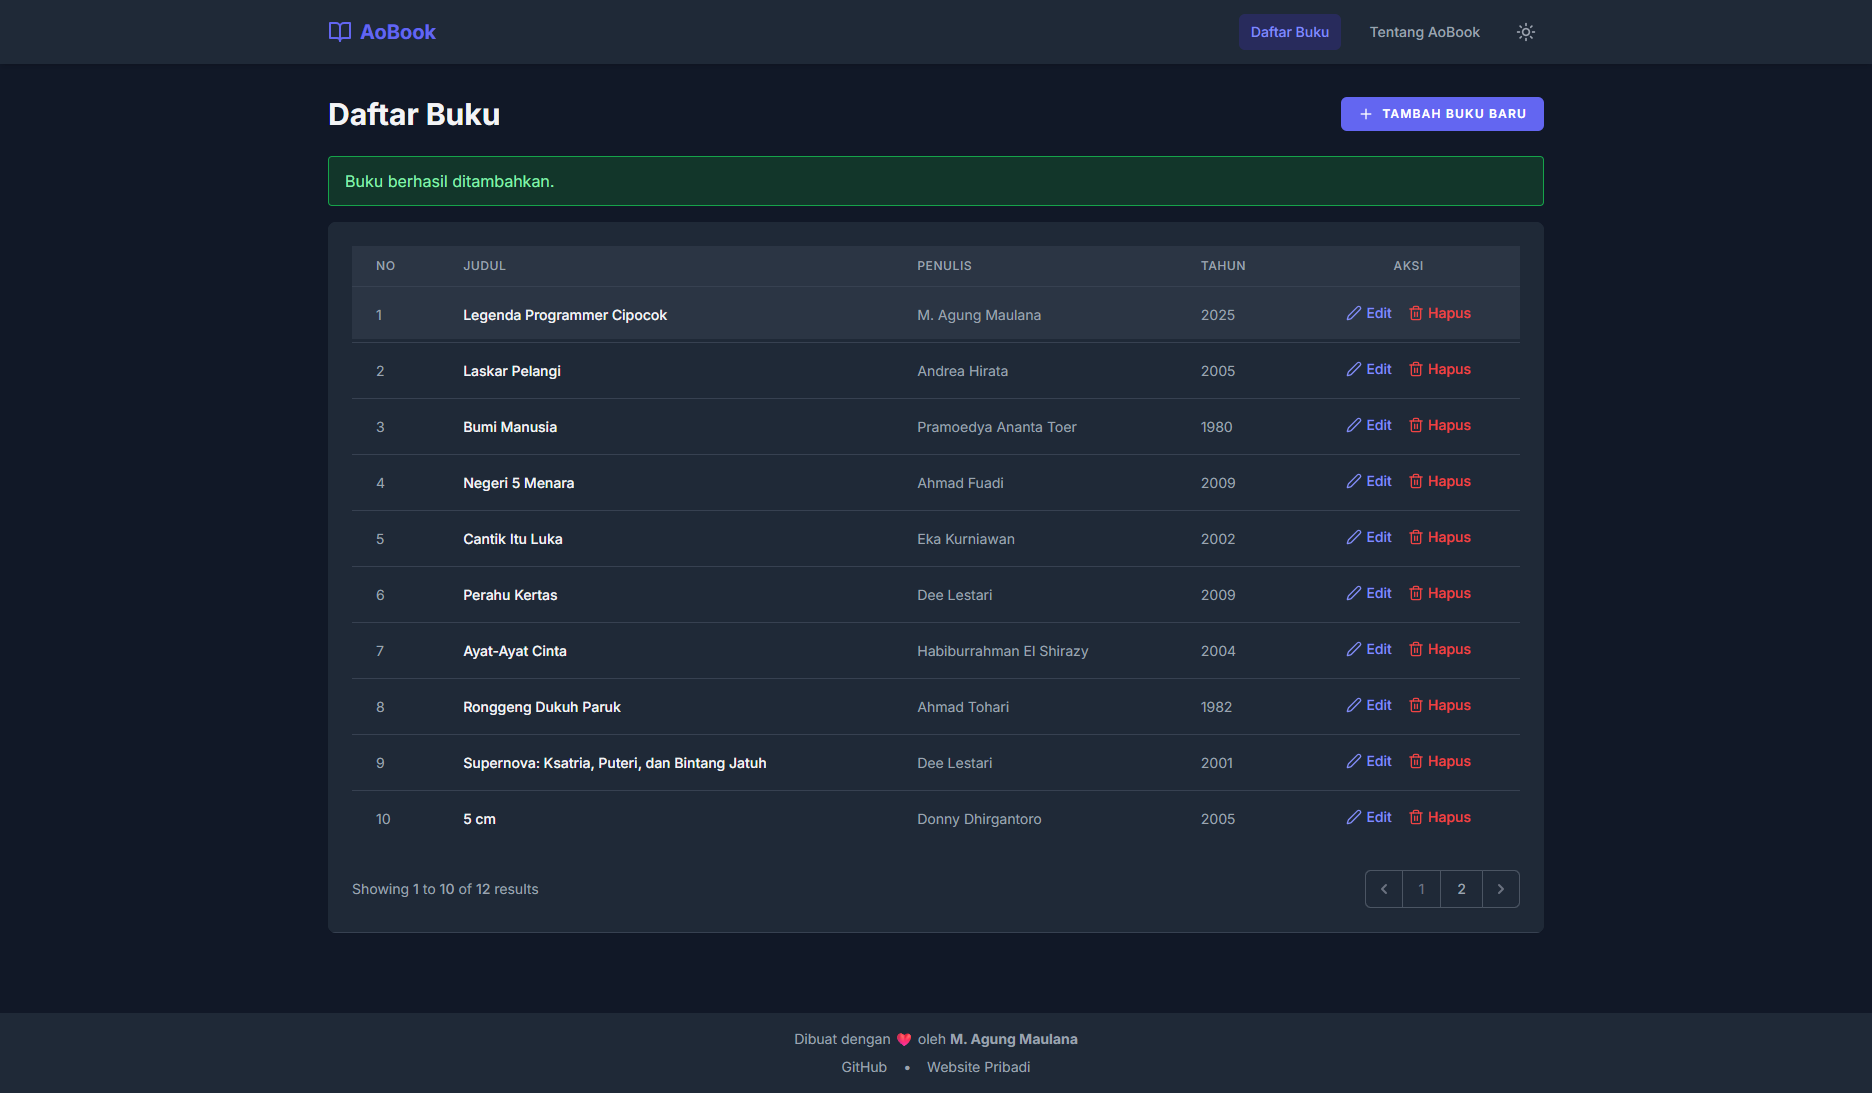 AoBook
Daftar Buku
Tentang AoBook
Daftar Buku
TAMBAH BUKU BARU
Buku berhasil ditambahkan.
NO JUDUL PENULIS TAHUN AKSI
1 Legenda Programmer Cipocok M. Agung Maulana 2025 Edit Hapus
2 Laskar Pelangi Andrea Hirata 2005 Edit Hapus
3 Bumi Manusia Pramoedya Ananta Toer 1980 Edit Hapus
4 Negeri 5 Menara Ahmad Fuadi 2009 Edit Hapus
5 Cantik Itu Luka Eka Kurniawan 2002 Edit Hapus
6 Perahu Kertas Dee Lestari 2009 Edit Hapus
7 Ayat-Ayat Cinta Habiburrahman El Shirazy 2004 Edit Hapus
8 Ronggeng Dukuh Paruk Ahmad Tohari 1982 Edit Hapus
9 Supernova: Ksatria, Puteri, dan Bintang Jatuh Dee Lestari 2001 Edit Hapus
10 5 cm Donny Dhirgantoro 2005 Edit Hapus
Showing 1 to 10 of 12 results
1 2
Dibuat dengan ❤️ oleh M. Agung Maulana
GitHub • Website Pribadi